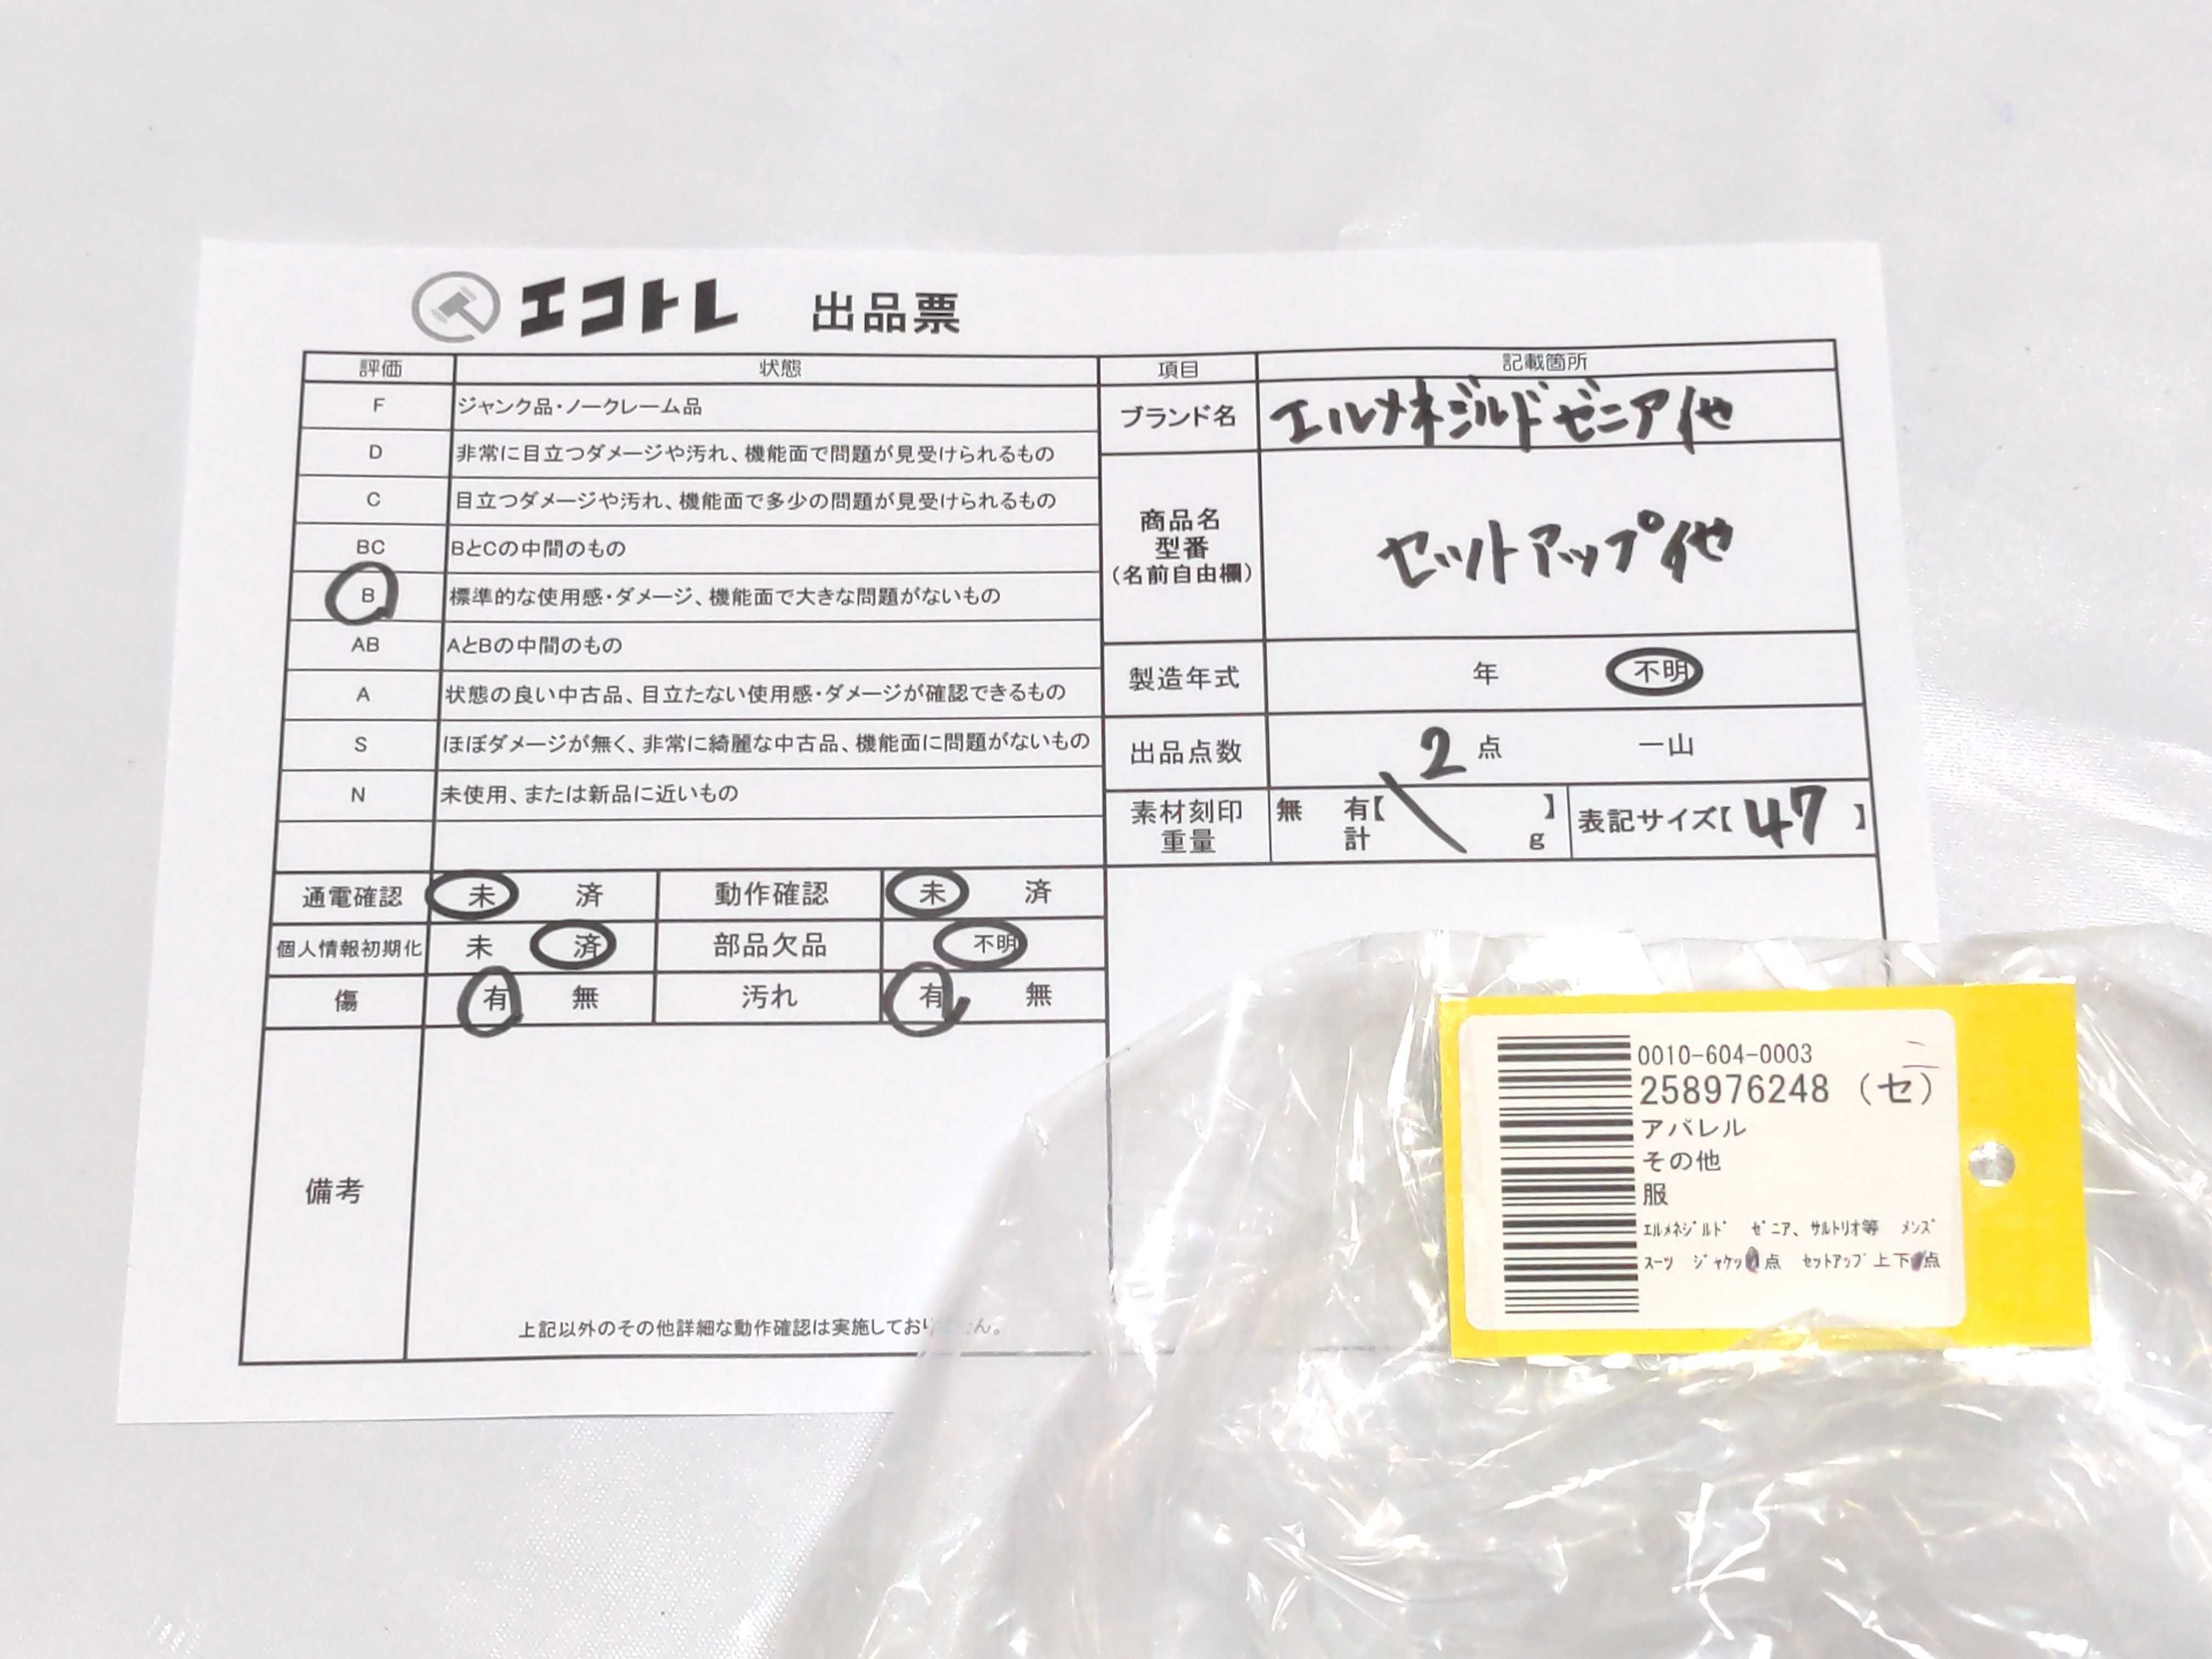 エコトレ 出品票
評価 状態 項目 記載箇所
F ジャンク品・ノークレーム品
D 非常に目立つダメージや汚れ、機能面で問題が見受けられるもの
C 目立つダメージや汚れ、機能面で多少の問題が見受けられるもの
BC BとCの中間のもの
B 標準的な使用感・ダメージ、機能面で大きな問題がないもの
AB AとBの中間のもの
A 状態の良い中古品、目立たない使用感・ダメージが確認できるもの
S ほぼダメージが無く、非常に綺麗な中古品、機能面に問題がないもの
N 未使用、または新品に近いもの
ブランド名 エルメネジルドゼニア他
商品名
型番
(名前自由欄)
セットアップ他
製造年式 年 不明
出品点数 2 点 一山
素材刻印 無 有【 】 表記サイズ【 47 】
重量 計 g
通電確認 未 済 動作確認 未 済
個人情報初期化 未 済 部品欠品 不明
傷 有 無 汚れ 有 無
備考
上記以外のその他詳細な動作確認は実施しており ん。
0010-604-0003
258976248 (セ)
アパレル
その他
服
ｴﾙﾒﾈｼﾞﾙﾄﾞ ｾﾞﾆｱ、ｻﾙﾄﾘｵ等 ﾒﾝｽﾞ
ｽｰﾂ ｼﾞｬｹｯ 点 ｾｯﾄｱｯﾌﾟ上下 点